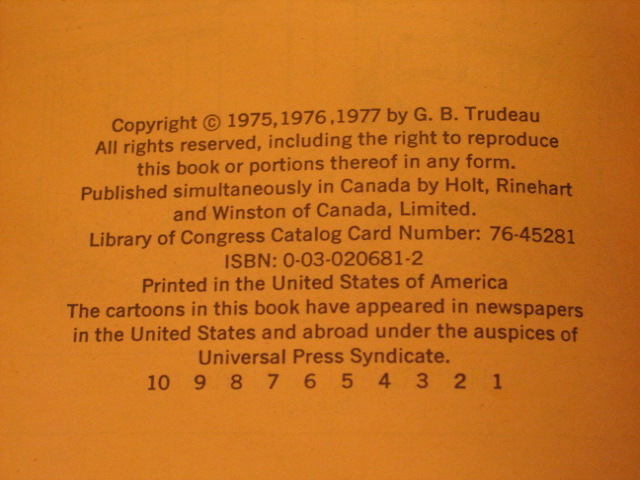 Copyright © 1975,1976,1977 by G. B. Trudeau
All rights reserved, including the right to reproduce
this book or portions thereof in any form.
Published simultaneously in Canada by Holt, Rinehart
and Winston of Canada, Limited.
Library of Congress Catalog Card Number: 76-45281
ISBN: 0-03-020681-2
Printed in the United States of America
The cartoons in this book have appeared in newspapers
in the United States and abroad under the auspices of
Universal Press Syndicate.
10 9 8 7 6 5 4 3 2 1